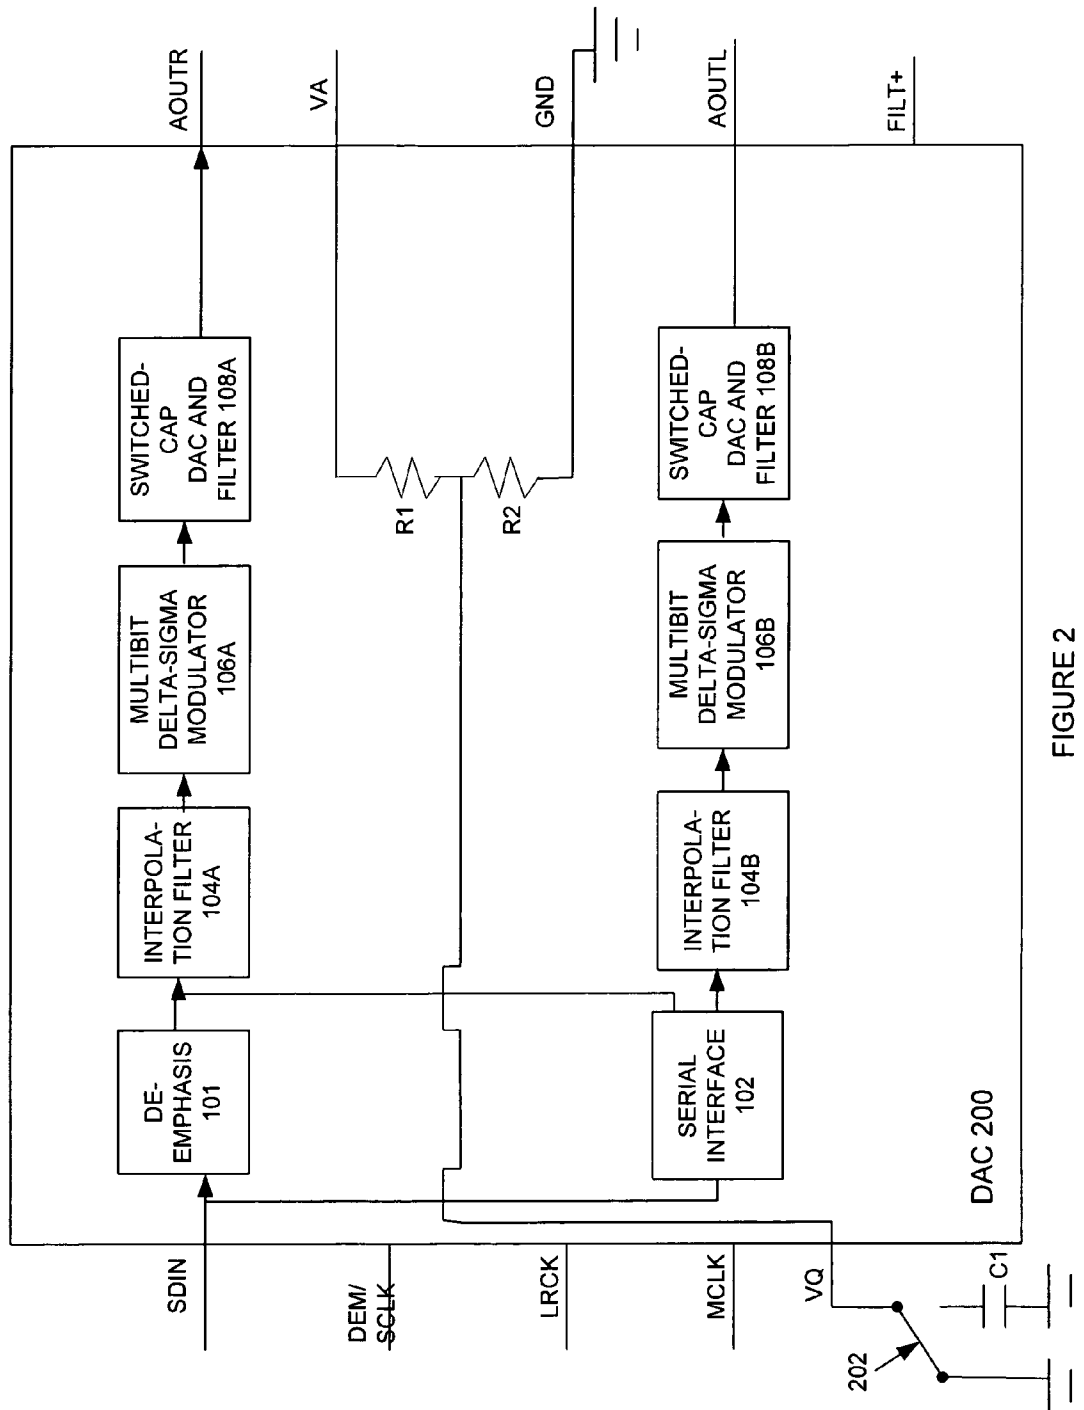 AOUTR
VA
GND
AOUTL
FILT+
SWITCHED-
CAP
DAC AND
FILTER 108A
SWITCHED-
CAP
DAC AND
FILTER 108B
R1
R2
MULTIBIT
DELTA-SIGMA
MODULATOR
106A
MULTIBIT
DELTA-SIGMA
MODULATOR
106B
INTERPOLA-
TION FILTER
104A
INTERPOLA-
TION FILTER
104B
DE-
EMPHASIS
101
SERIAL
INTERFACE
102
DAC 200
SDIN
DEM/
SCLK
LRCK
MCLK
VQ
C1
202
FIGURE 2